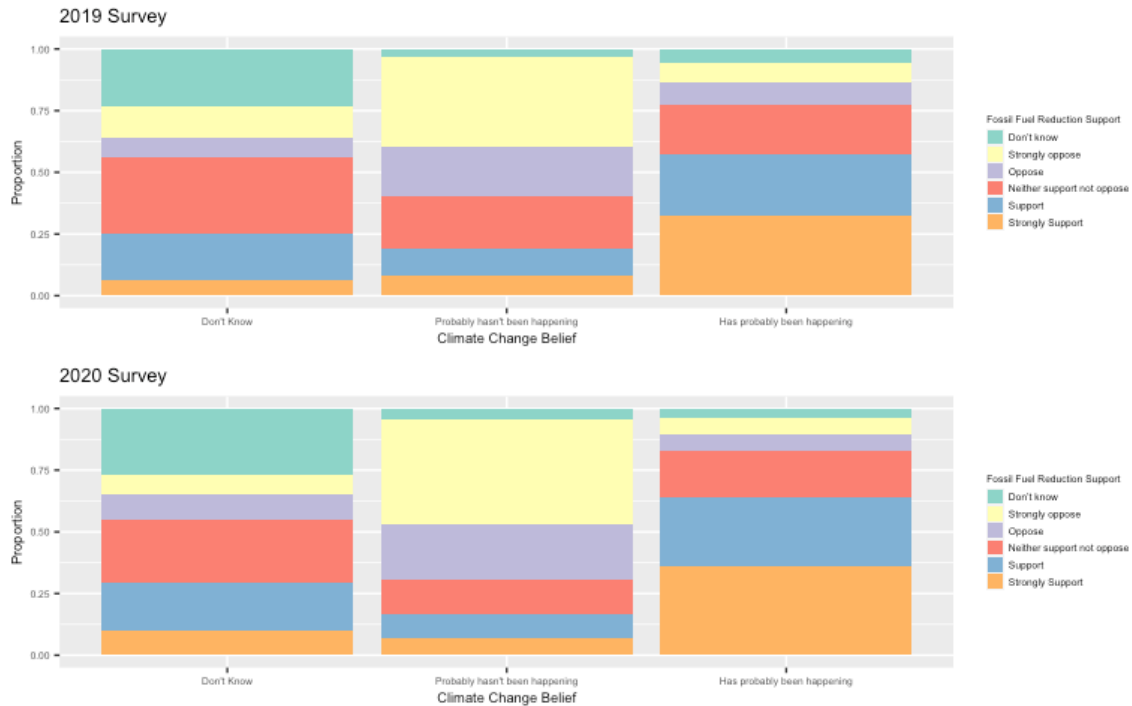 2019 Survey
1.00
0.75
0.50
0.25
0.00
Proportion
Don't Know
Probably hasn't been happening
Has probably been happening
Climate Change Belief
Fossil Fuel Reduction Support
Don't know
Strongly oppose
Oppose
Neither support not oppose
Support
Strongly Support
2020 Survey
1.00
0.75
0.50
0.25
0.00
Proportion
Don't Know
Probably hasn't been happening
Has probably been happening
Climate Change Belief
Fossil Fuel Reduction Support
Don't know
Strongly oppose
Oppose
Neither support not oppose
Support
Strongly Support